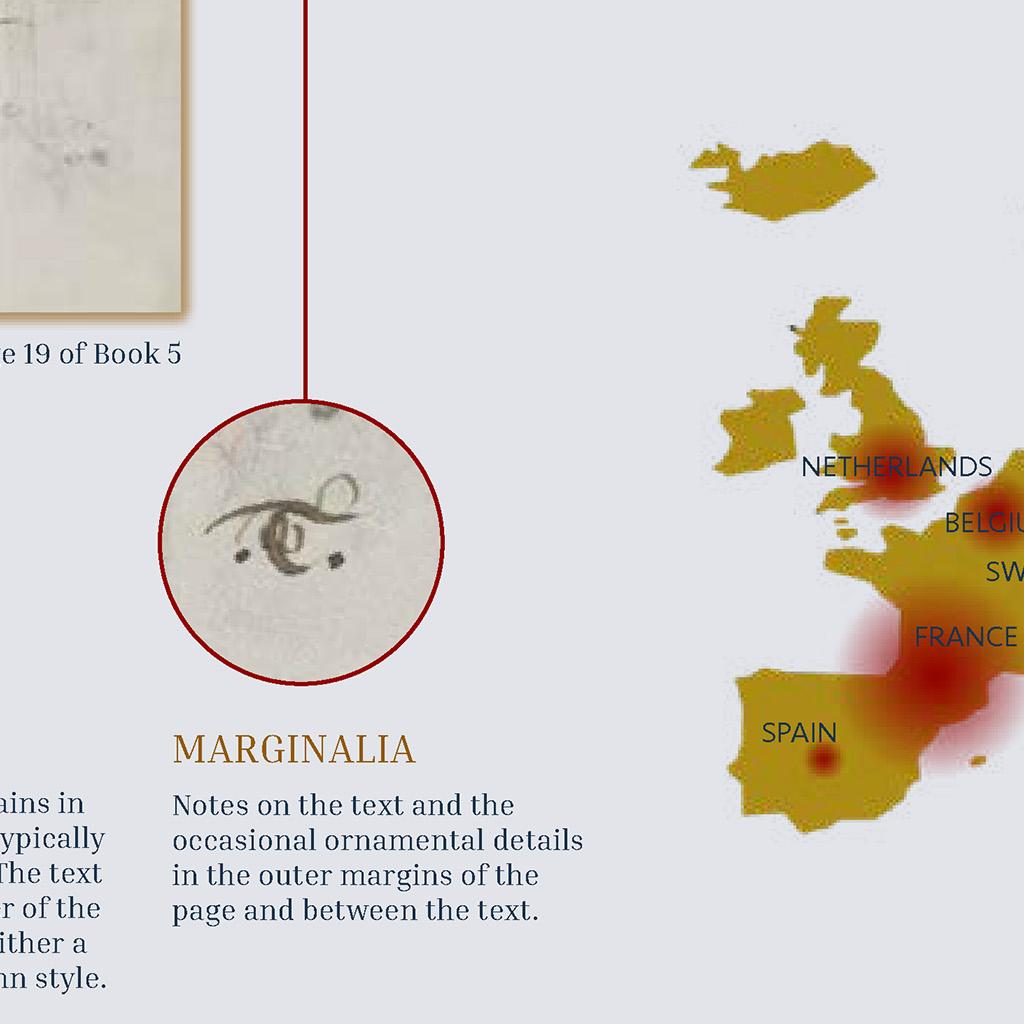 e 19 of Book 5
MARGINALIA
Notes on the text and the
occasional ornamental details
in the outer margins of the
page and between the text.
ains in
ypically
The text
r of the
ither a
nn style.
NETHERLANDS
BELGIU
SW
FRANCE
SPAIN